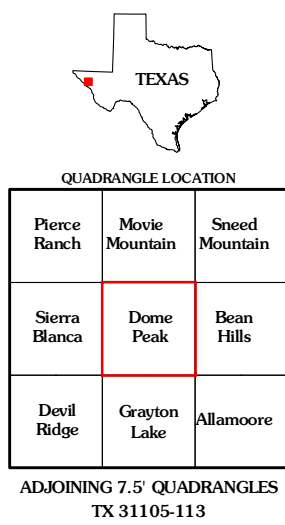 TEXAS
QUADRANGLE LOCATION
Pierce
Ranch
Movie
Mountain
Sneed
Mountain
Sierra
Blanca
Dome
Peak
Bean
Hills
Devil
Ridge
Grayton
Lake
Allamoore
ADJOINING 7.5' QUADRANGLES
TX 31105-113